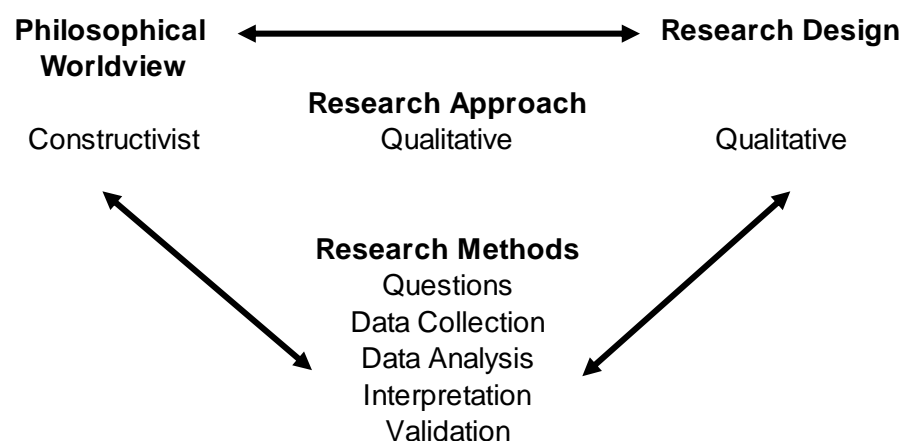 Philosophical
Worldview
Research Design
Research Approach
Constructivist
Qualitative
Qualitative
Research Methods
Questions
Data Collection
Data Analysis
Interpretation
Validation